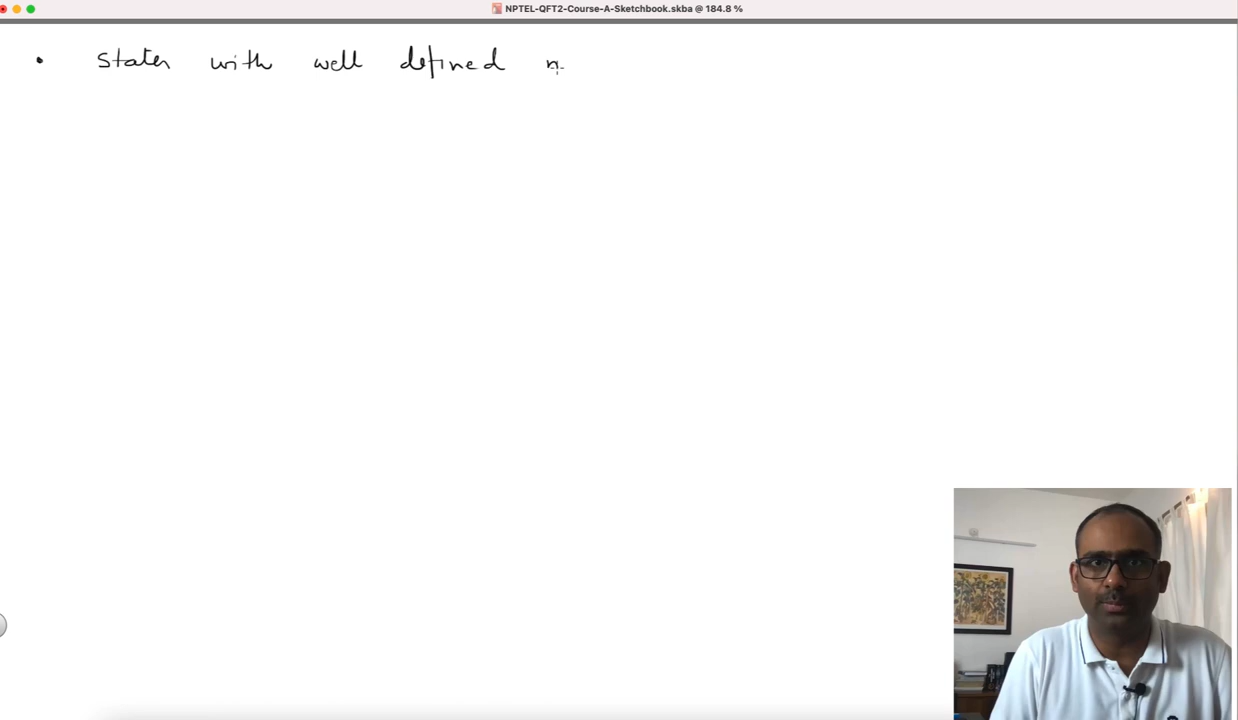 NPTEL-QFT2-Course-A-Sketchbook.skba @ 184.8 %
• states with well defined